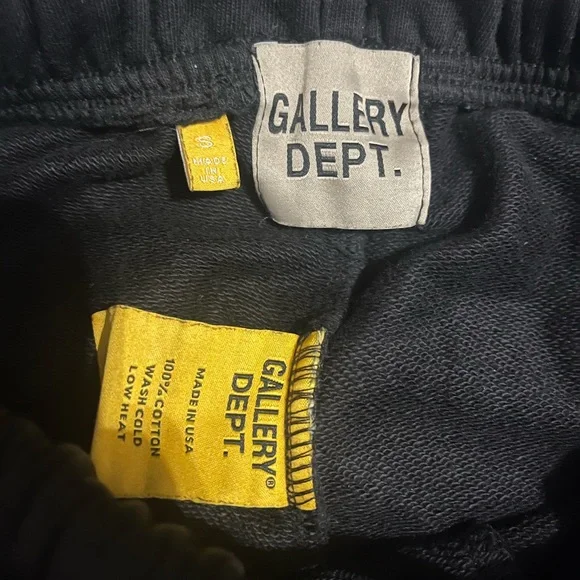 GALLERY
DEPT.
S
MADE
IN
USA
GALLERY®
DEPT.
MADE IN USA
100% COTTON
WASH COLD
LOW HEAT